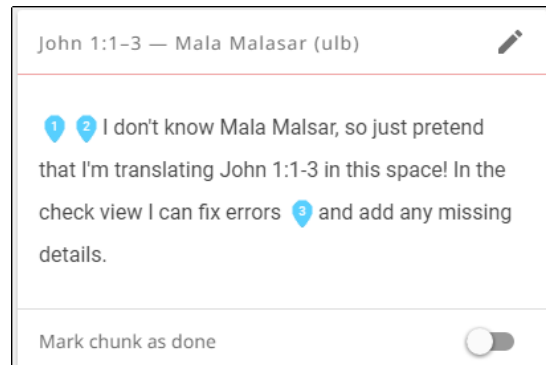 John 1:1–3 — Mala Malasar (ulb)
1 2 I don't know Mala Malsar, so just pretend
that I'm translating John 1:1-3 in this space! In the
check view I can fix errors 3 and add any missing
details.
Mark chunk as done